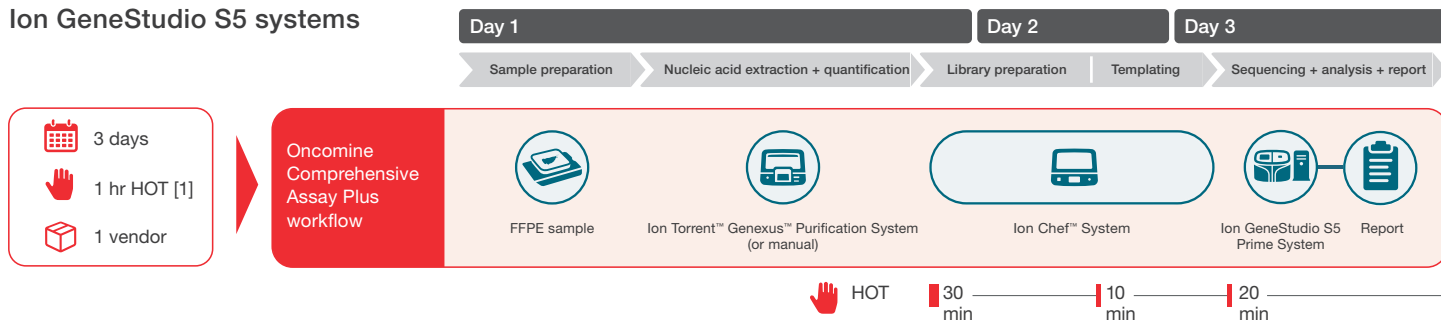 Ion GeneStudio S5 systems
Day 1
Day 2
Day 3
Sample preparation
Nucleic acid extraction + quantification
Library preparation
Templating
Sequencing + analysis + report
3 days
1 hr HOT [1]
1 vendor
Oncomine
Comprehensive
Assay Plus
workflow
FFPE sample
Ion Torrent™ Genexus™ Purification System
(or manual)
Ion Chef™ System
Ion GeneStudio S5
Prime System
Report
HOT
30
min
10
min
20
min